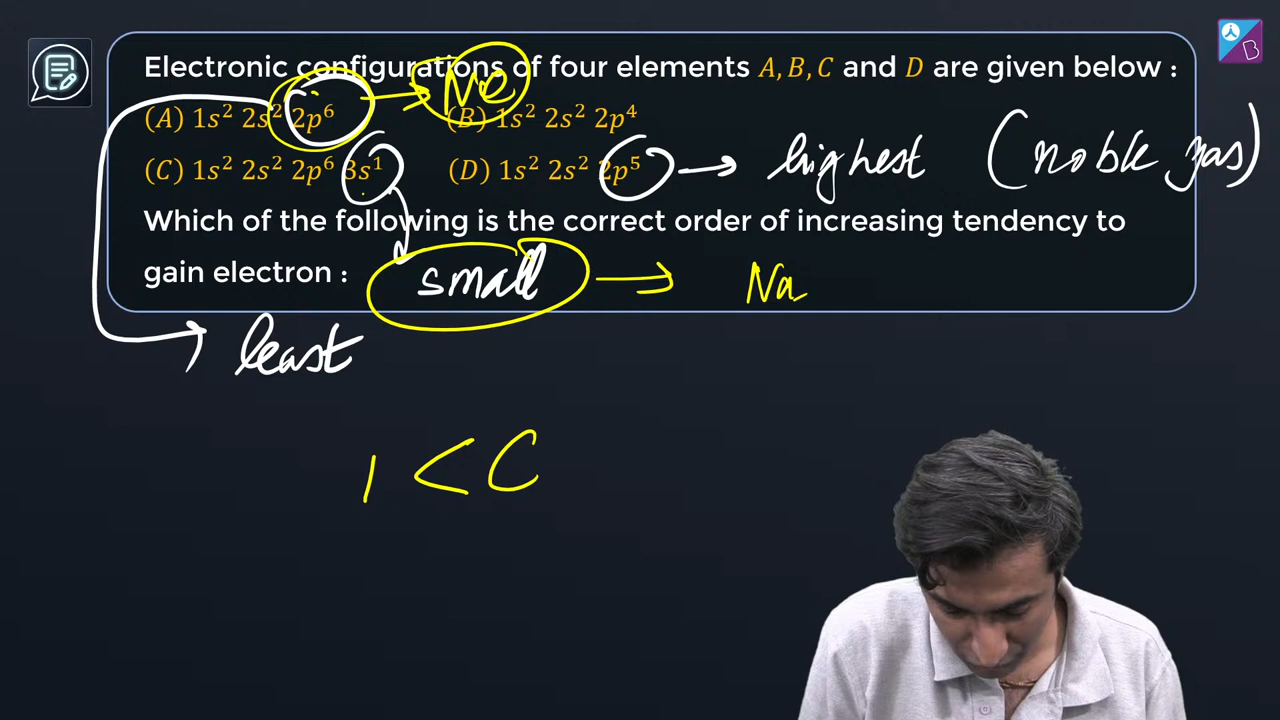 Electronic configurations of four elements A, B, C and D are given below :
(A) 1s² 2s² 2p⁶ → Ne (B) 1s² 2s² 2p⁴
(C) 1s² 2s² 2p⁶ 3s¹ (D) 1s² 2s² 2p⁵ → highest (noble gas)
Which of the following is the correct order of increasing tendency to
gain electron : small → Na
least
< C
B